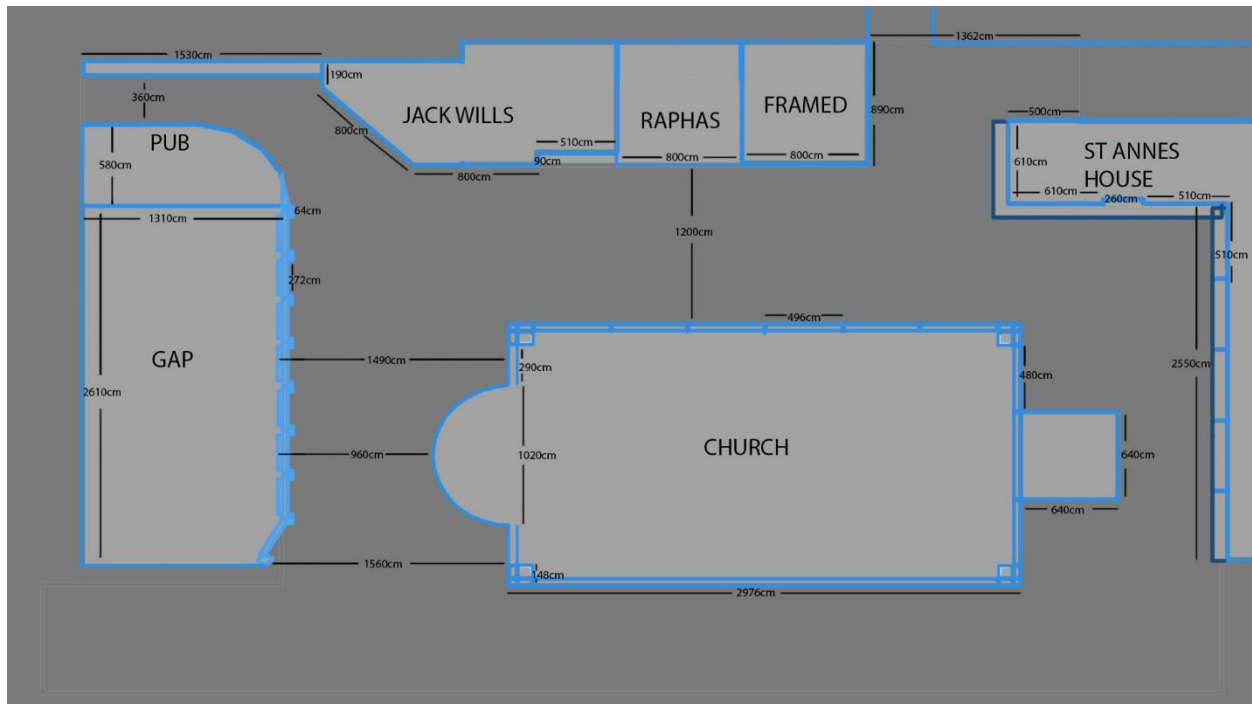 1530cm
1362cm
190cm
360cm
JACK WILLS
RAPHAS
FRAMED
890cm
800cm
500cm
PUB
580cm
510cm
90cm
800cm
800cm
800cm
ST ANNES
HOUSE
610cm
610cm
260cm
510cm
64cm
1310cm
1200cm
510cm
272cm
496cm
GAP
1490cm
290cm
480cm
2610cm
2550cm
CHURCH
960cm
1020cm
640cm
640cm
1560cm
148cm
2976cm